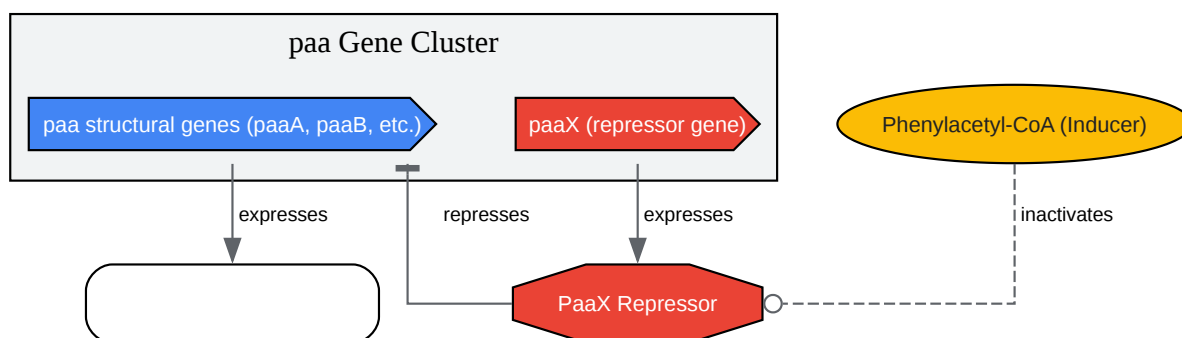 paa Gene Cluster
paa structural genes (paaA, paaB, etc.)
paaX (repressor gene)
Phenylacetyl-CoA (Inducer)
expresses
represses
expresses
inactivates
PaaX Repressor